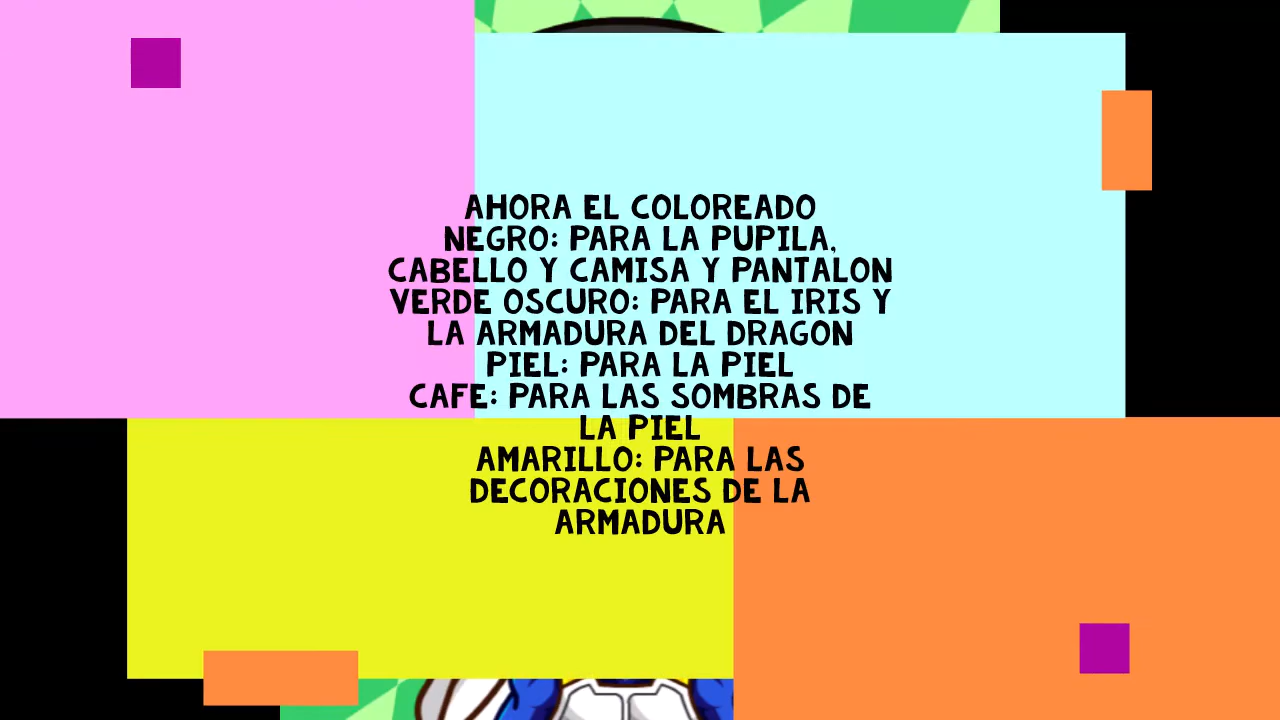 AHORA EL COLOREADO
NEGRO: PARA LA PUPILA,
CABELLO Y CAMISA Y PANTALON
VERDE OSCURO: PARA EL IRIS Y
LA ARMADURA DEL DRAGON
PIEL: PARA LA PIEL
CAFE: PARA LAS SOMBRAS DE
LA PIEL
AMARILLO: PARA LAS
DECORACIONES DE LA
ARMADURA